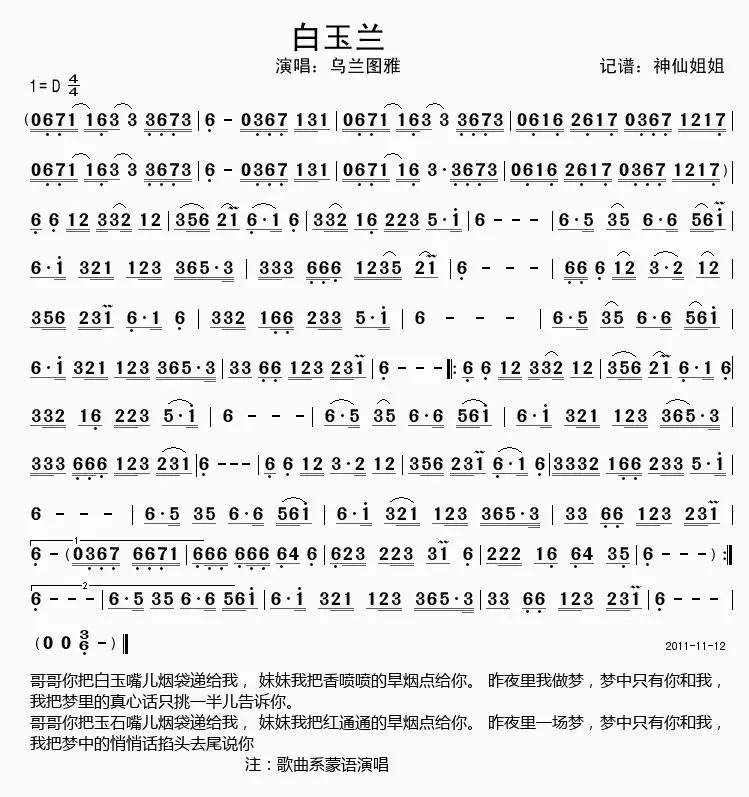 白玉兰
演唱：乌兰图雅
记谱：神仙姐姐
1=D 4/4
(0671 163 3 3673|6 - 0367 131|0671 163 3 3673|0616 2617 0367 1217
0671 163 3 3673|6 - 0367 131|0671 16 3·3673|0616 2617 0367 1217)|
6 6 12 332 12|356 21 6·1 6|332 16 223 5·1|6 - - -|6·5 35 6·6 561
6·1 321 123 365·3|333 666 1235 21|6 - - -|66 6 12 3·2 12
356 231 6·1 6|332 166 233 5·1|6 - - -|6·5 35 6·6 561
6·1 321 123 365·3|33 66 123 231|6 - - -‖:6 6 12 332 12|356 21 6·1 6
332 16 223 5·1|6 - - -|6·5 35 6·6 561|6·1 321 123 365·3
333 666 123 231|6 - - -|6 6 12 3·2 12|356 231 6·1 6|3332 166 233 5·1
6 - - -|6·5 35 6·6 561|6·1 321 123 365·3|33 66 123 231
1
6 - (0367 6671|666 666 64 6|623 223 31 6|222 16 64 35|6 - - -):‖
2
6 - - -|6·5 35 6·6 561|6·1 321 123 365·3|33 66 123 231|6 - - -
(0 0 3/6 -)‖
2011-11-12
哥哥你把白玉嘴儿烟袋递给我， 妹妹我把香喷喷的旱烟点给你。 昨夜里我做梦，梦中只有你和我，
我把梦里的真心话只挑一半儿告诉你。
哥哥你把玉石嘴儿烟袋递给我， 妹妹我把红通通的旱烟点给你。 昨夜里一场梦，梦中只有你和我，
我把梦中的悄悄话掐头去尾说你
注：歌曲系蒙语演唱